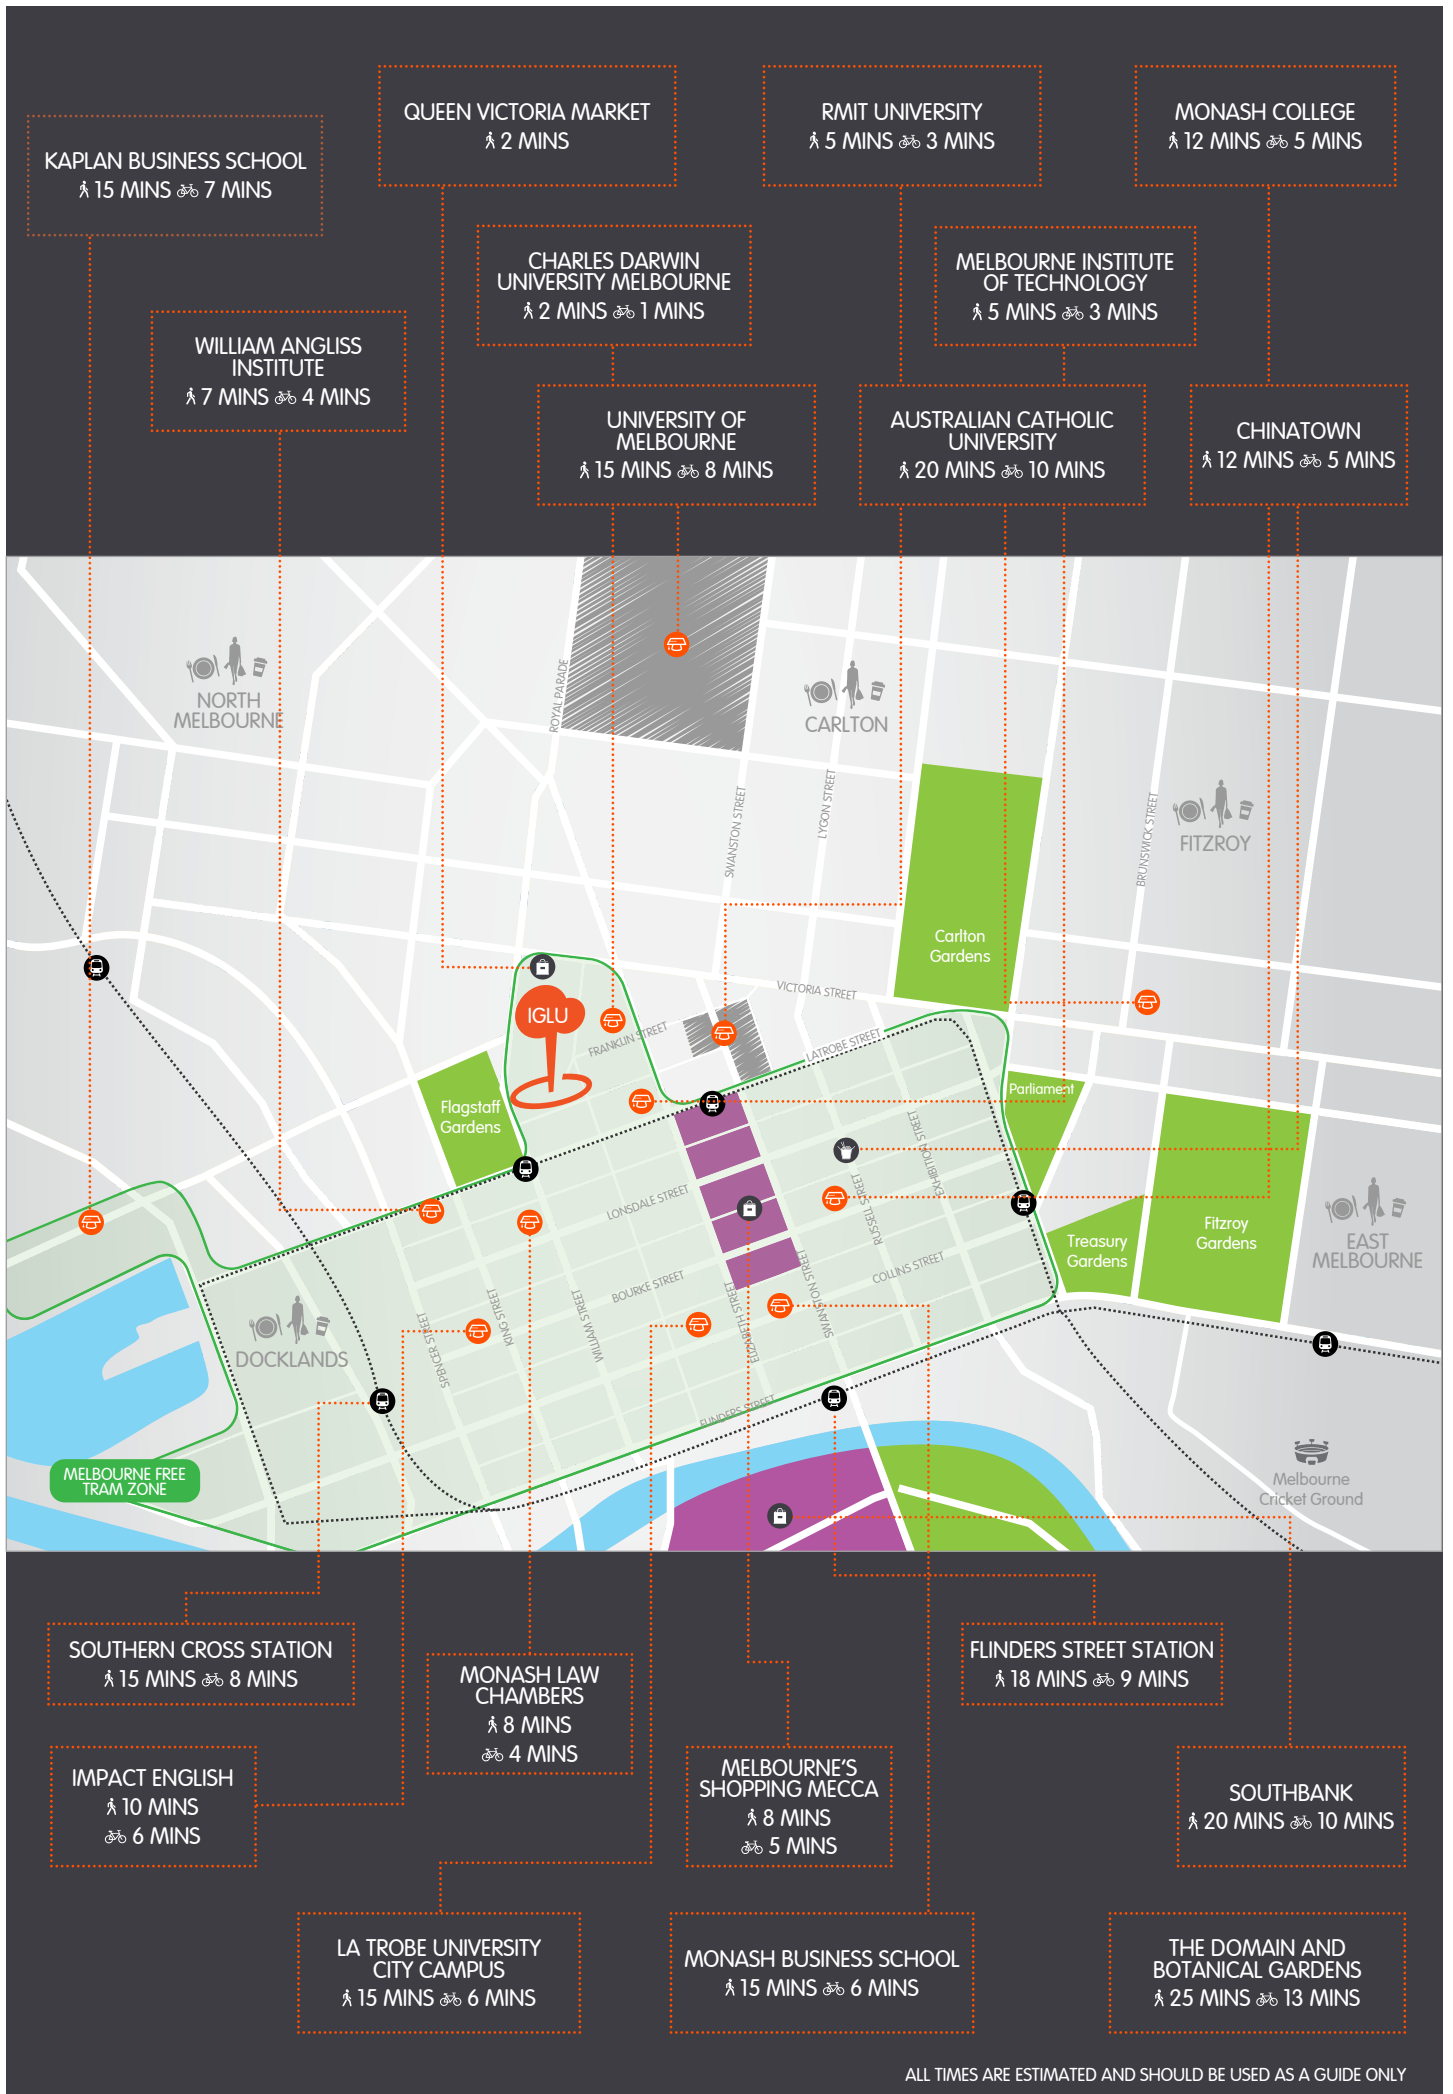 QUEEN VICTORIA MARKET
2 MINS
RMIT UNIVERSITY
5 MINS 3 MINS
MONASH COLLEGE
12 MINS 5 MINS
KAPLAN BUSINESS SCHOOL
15 MINS 7 MINS
CHARLES DARWIN
UNIVERSITY MELBOURNE
2 MINS 1 MINS
MELBOURNE INSTITUTE
OF TECHNOLOGY
5 MINS 3 MINS
WILLIAM ANGLISS
INSTITUTE
7 MINS 4 MINS
UNIVERSITY OF
MELBOURNE
15 MINS 8 MINS
AUSTRALIAN CATHOLIC
UNIVERSITY
20 MINS 10 MINS
CHINATOWN
12 MINS 5 MINS
NORTH
MELBOURNE
ROYAL PARADE
CARLTON
SWANSTON STREET
LYGON STREET
BRUNSWICK STREET
FITZROY
Carlton
Gardens
VICTORIA STREET
IGLU
FRANKLIN STREET
LATROBE STREET
Flagstaff
Gardens
Parliament
EXHIBITION STREET
LONSDALE STREET
RUSSELL STREET
Treasury
Gardens
Fitzroy
Gardens
EAST
MELBOURNE
BOURKE STREET
COLLINS STREET
SPENCER STREET
KING STREET
WILLIAM STREET
ELIZABETH STREET
SWANSTON STREET
DOCKLANDS
FLINDERS STREET
MELBOURNE FREE
TRAM ZONE
Melbourne
Cricket Ground
SOUTHERN CROSS STATION
15 MINS 8 MINS
MONASH LAW
CHAMBERS
8 MINS
4 MINS
FLINDERS STREET STATION
18 MINS 9 MINS
IMPACT ENGLISH
10 MINS
6 MINS
MELBOURNE'S
SHOPPING MECCA
8 MINS
5 MINS
SOUTHBANK
20 MINS 10 MINS
LA TROBE UNIVERSITY
CITY CAMPUS
15 MINS 6 MINS
MONASH BUSINESS SCHOOL
15 MINS 6 MINS
THE DOMAIN AND
BOTANICAL GARDENS
25 MINS 13 MINS
ALL TIMES ARE ESTIMATED AND SHOULD BE USED AS A GUIDE ONLY